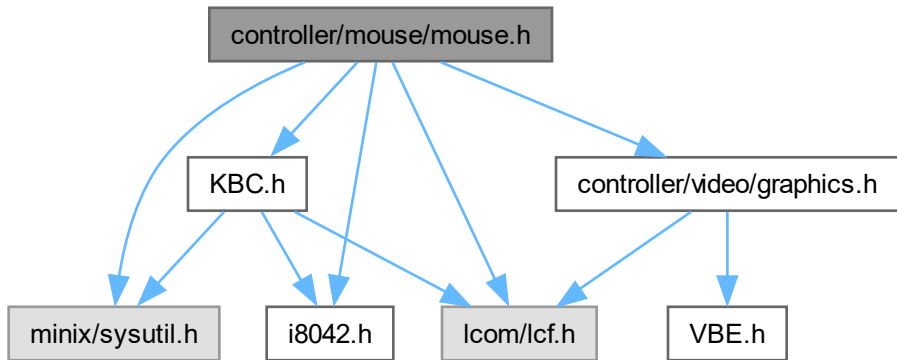 controller/mouse/mouse.h
KBC.h
controller/video/graphics.h
minix/sysutil.h
i8042.h
lcom/lcf.h
VBE.h